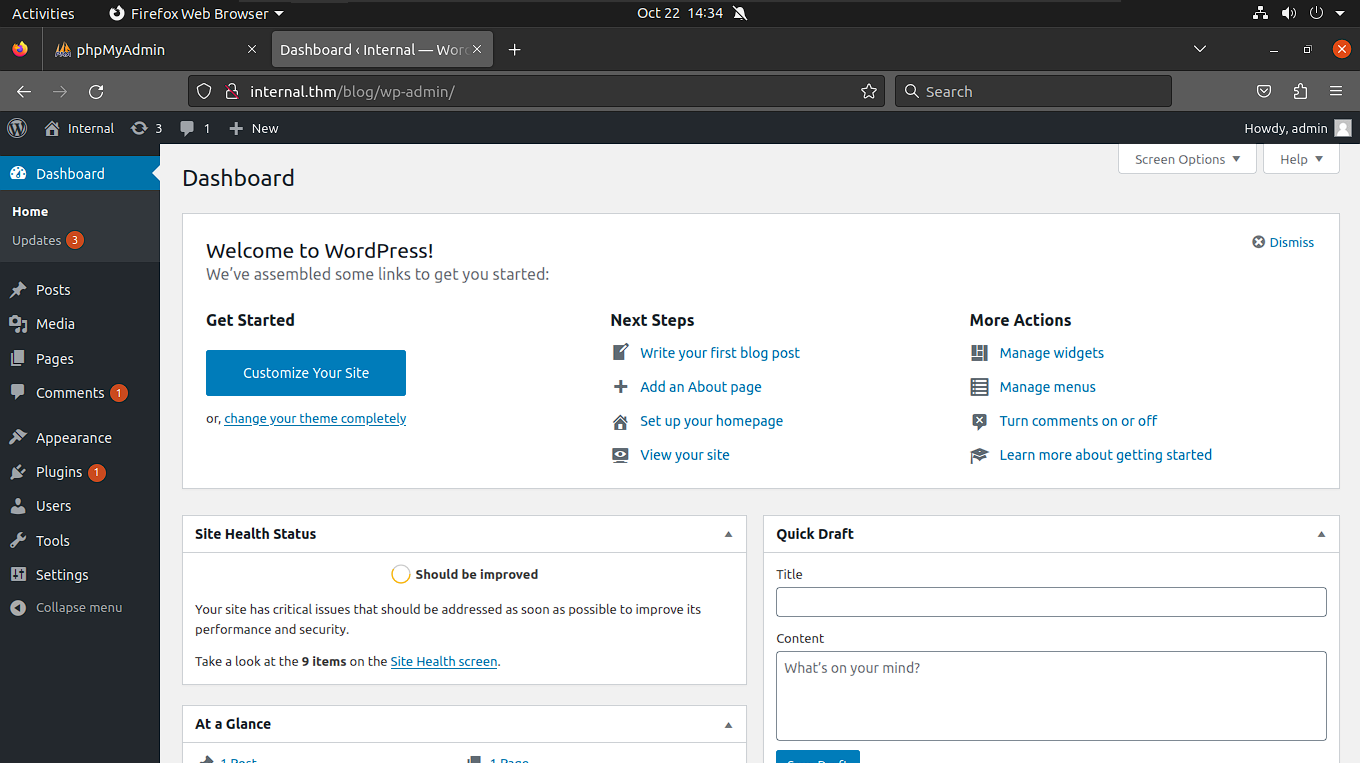 Activities Firefox Web Browser Oct 22 14:34
phpMyAdmin Dashboard ‹ Internal — Wor
internal.thm/blog/wp-admin/ Search
Internal 3 1 New Howdy, admin
Screen Options Help
Dashboard
Home
Updates 3
Posts
Media
Pages
Comments 1
Appearance
Plugins 1
Users
Tools
Settings
Collapse menu
Dashboard
Welcome to WordPress!
Dismiss
We've assembled some links to get you started:
Get Started
Customize Your Site
or, change your theme completely
Next Steps
Write your first blog post
Add an About page
Set up your homepage
View your site
More Actions
Manage widgets
Manage menus
Turn comments on or off
Learn more about getting started
Site Health Status
Should be improved
Your site has critical issues that should be addressed as soon as possible to improve its
performance and security.
Take a look at the 9 items on the Site Health screen.
At a Glance
1 Post 1 Page
Quick Draft
Title
Content
What's on your mind?
Save Draft